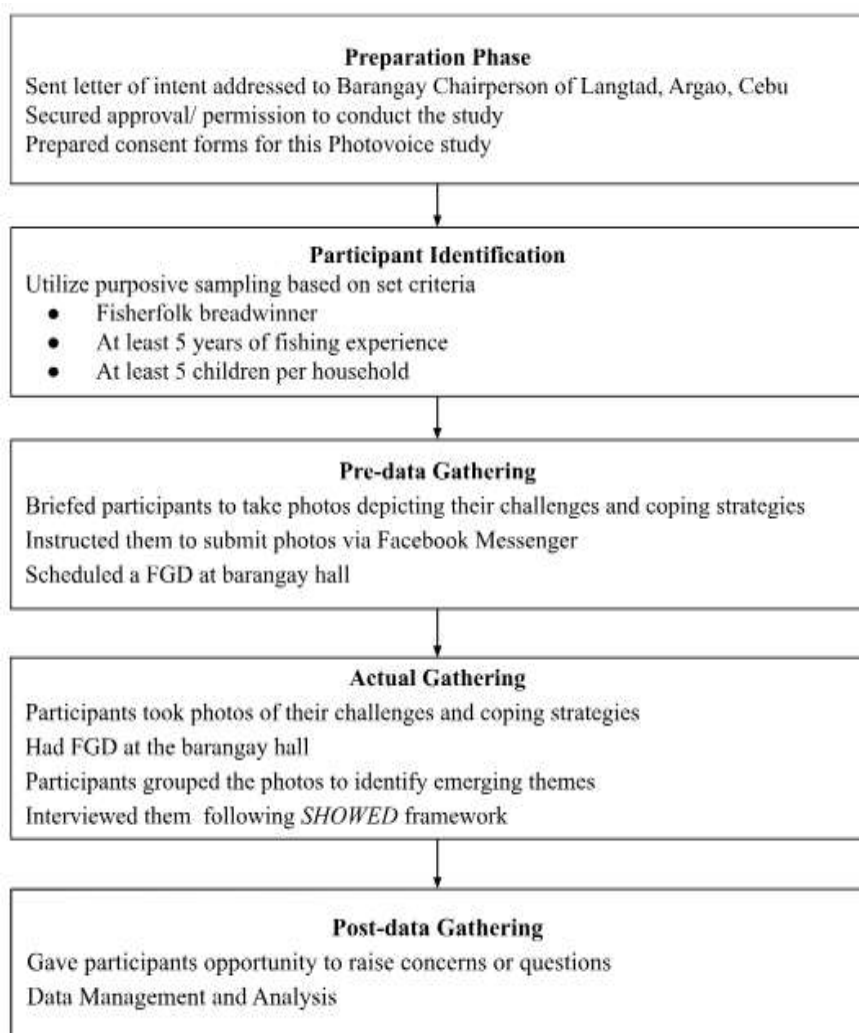 Preparation Phase
Sent letter of intent addressed to Barangay Chairperson of Langtad, Argao, Cebu
Secured approval/ permission to conduct the study
Prepared consent forms for this Photovoice study
Participant Identification
Utilize purposive sampling based on set criteria
● Fisherfolk breadwinner
● At least 5 years of fishing experience
● At least 5 children per household
Pre-data Gathering
Briefed participants to take photos depicting their challenges and coping strategies
Instructed them to submit photos via Facebook Messenger
Scheduled a FGD at barangay hall
Actual Gathering
Participants took photos of their challenges and coping strategies
Had FGD at the barangay hall
Participants grouped the photos to identify emerging themes
Interviewed them following SHOWED framework
Post-data Gathering
Gave participants opportunity to raise concerns or questions
Data Management and Analysis